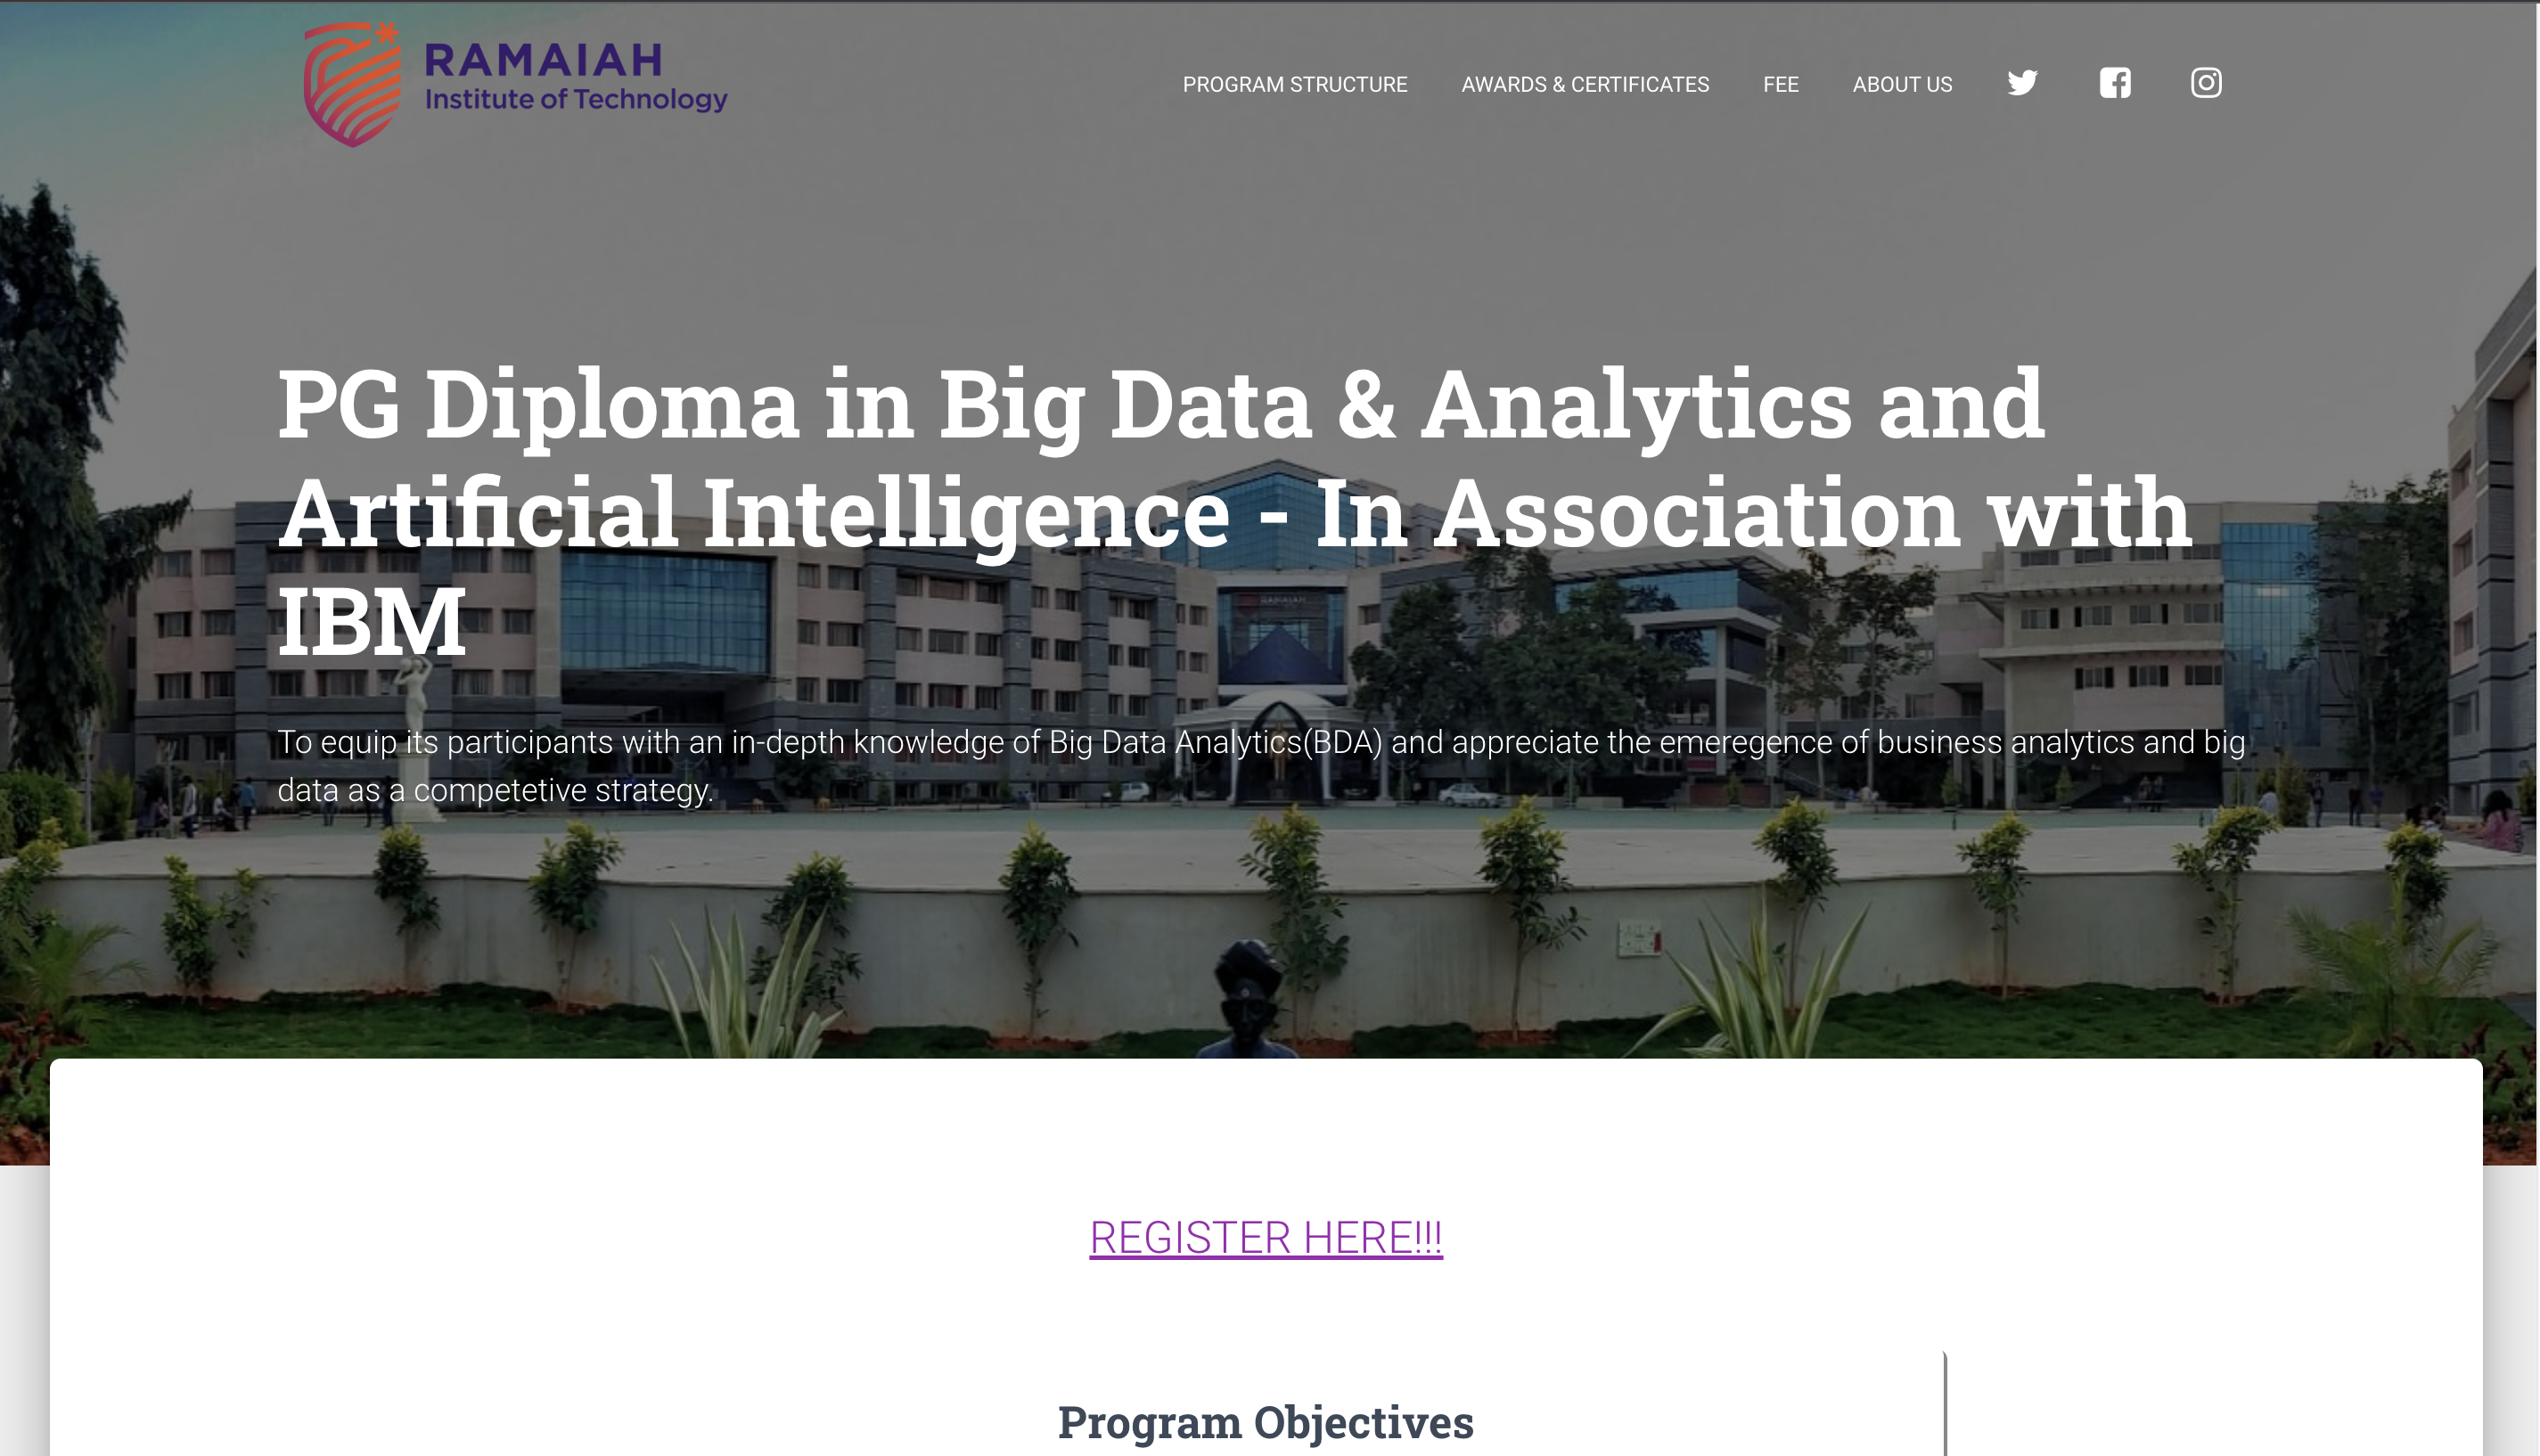 RAMAIAH
Institute of Technology
PROGRAM STRUCTURE AWARDS & CERTIFICATES FEE ABOUT US
PG Diploma in Big Data & Analytics and
Artificial Intelligence - In Association with
IBM
RAMAIAH
To equip its participants with an in-depth knowledge of Big Data Analytics(BDA) and appreciate the emeregence of business analytics and big
data as a competetive strategy.
REGISTER HERE!!!
Program Objectives